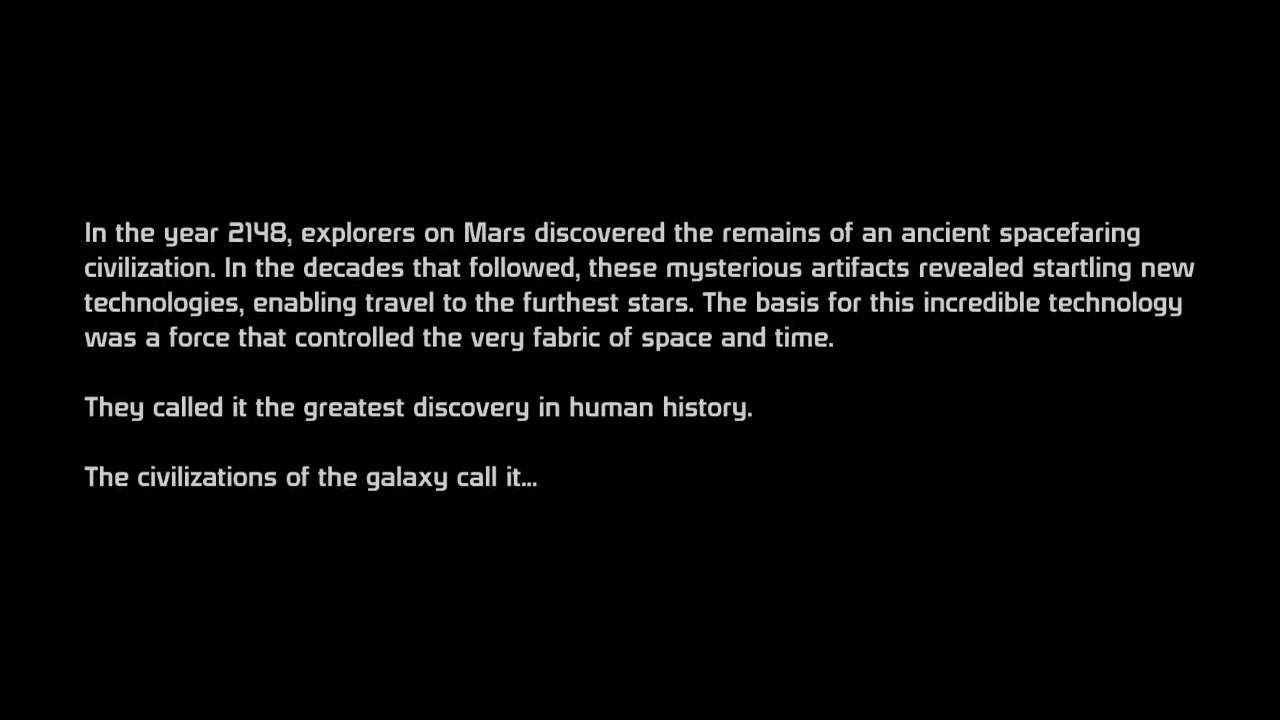 In the year 2148, explorers on Mars discovered the remains of an ancient spacefaring
civilization. In the decades that followed, these mysterious artifacts revealed startling new
technologies, enabling travel to the furthest stars. The basis for this incredible technology
was a force that controlled the very fabric of space and time.
They called it the greatest discovery in human history.
The civilizations of the galaxy call it...